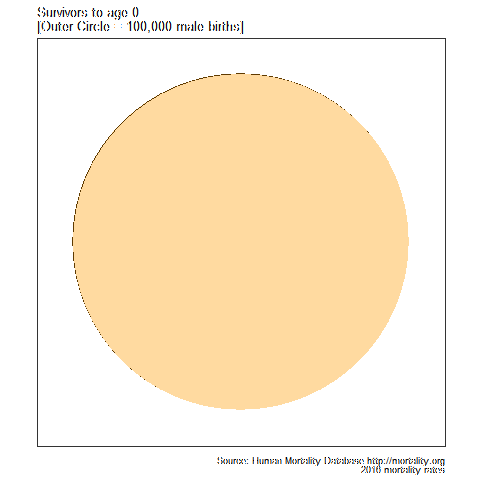 Survivors to age 0
[Outer Circle = 100,000 male births]
Source: Human Mortality Database http://mortality.org
2016 mortality rates